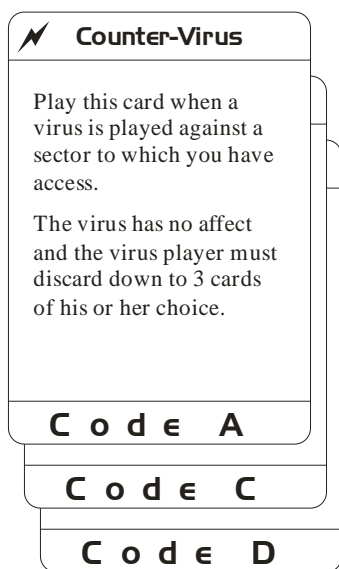 Counter-Virus
Play this card when a
virus is played against a
sector to which you have
access.
The virus has no affect
and the virus player must
discard down to 3 cards
of his or her choice.
Code A
Code C
Code D